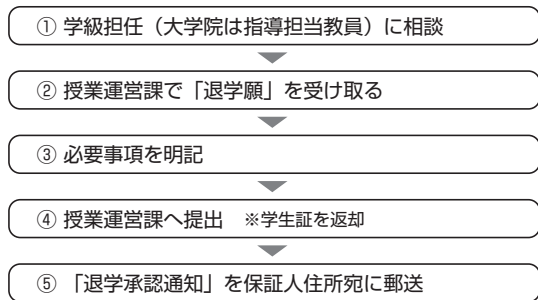 ① 学級担任（大学院は指導担当教員）に相談
② 授業運営課で「退学願」を受け取る
③ 必要事項を明記
④ 授業運営課へ提出　※学生証を返却
⑤ 「退学承認通知」を保証人住所宛に郵送